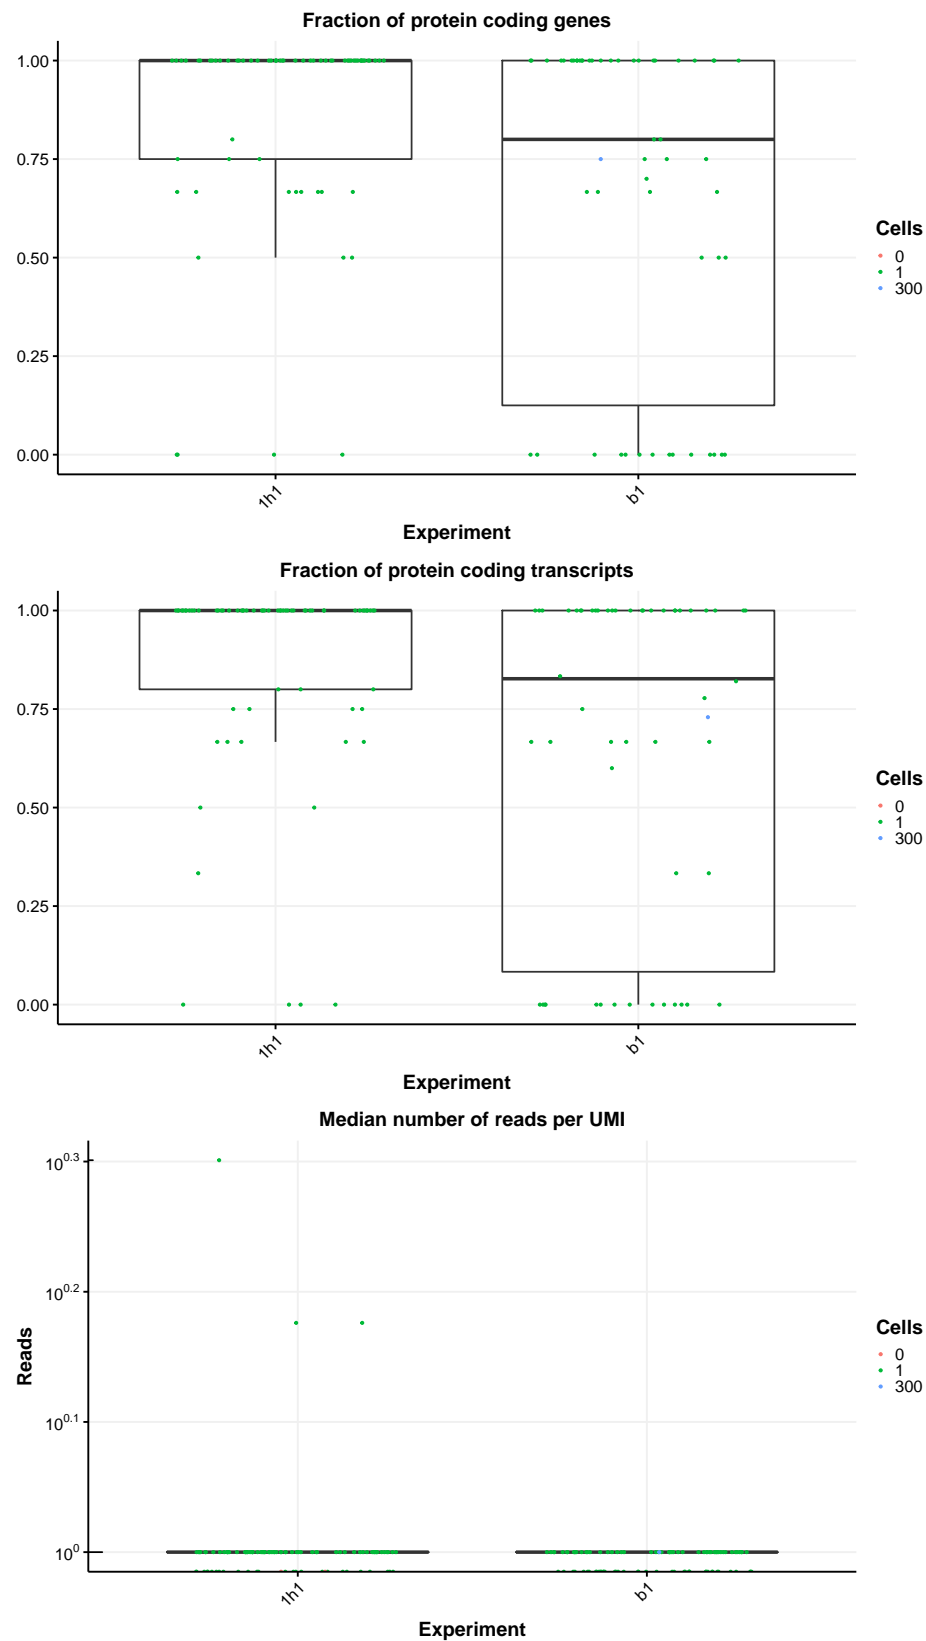 Fraction of protein coding genes
1.00
0.75
0.50
0.25
0.00
1h1
b1
Experiment
Cells
0
1
300
Fraction of protein coding transcripts
1.00
0.75
0.50
0.25
0.00
1h1
b1
Experiment
Cells
0
1
300
Median number of reads per UMI
10^0.3
10^0.2
10^0.1
10^0
Reads
1h1
b1
Experiment
Cells
0
1
300